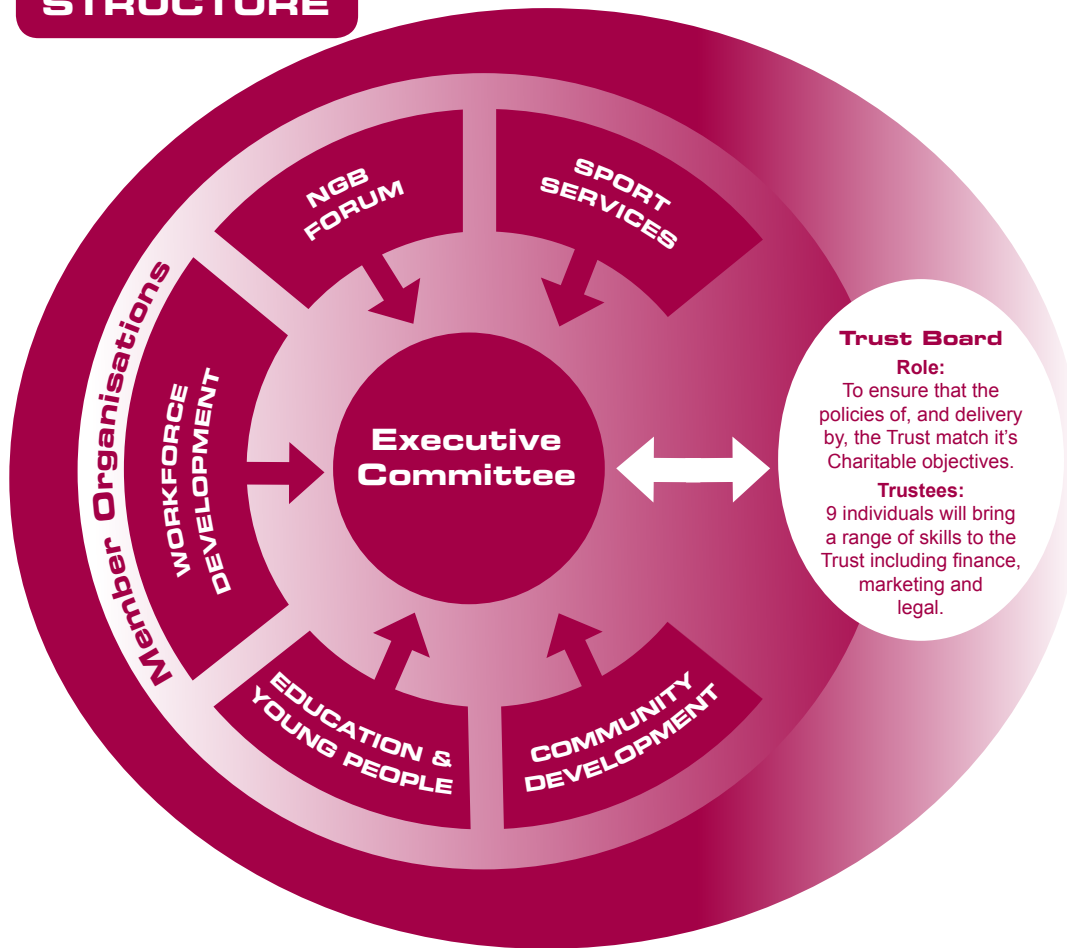 STRUCTURE
NGB
FORUM
SPORT
SERVICES
Member Organisations
WORKFORCE
DEVELOPMENT
Executive
Committee
EDUCATION &
YOUNG PEOPLE
COMMUNITY
DEVELOPMENT
Trust Board
Role:
To ensure that the
policies of, and delivery
by, the Trust match it's
Charitable objectives.
Trustees:
9 individuals will bring
a range of skills to the
Trust including finance,
marketing and
legal.